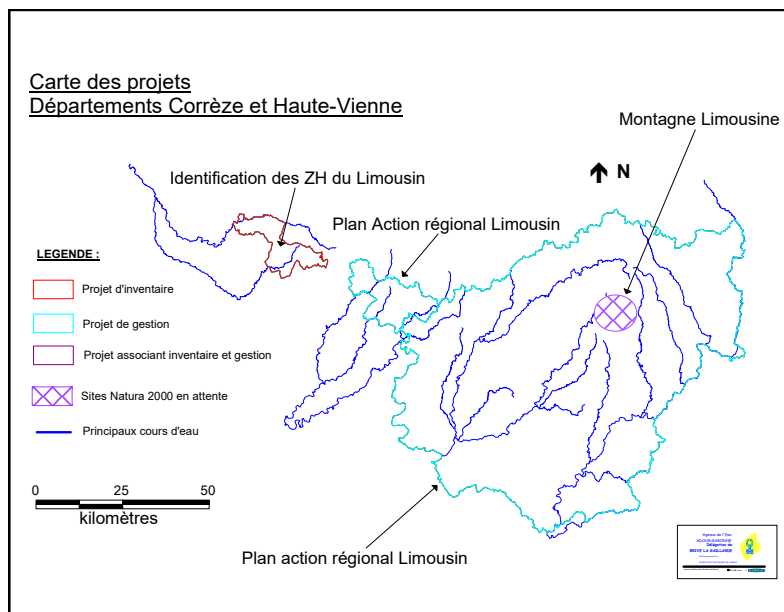 Carte des projets
Départements Corrèze et Haute-Vienne
Montagne Limousine
Identification des ZH du Limousin
N
Plan Action régional Limousin
LEGENDE :
Projet d'inventaire
Projet de gestion
Projet associant inventaire et gestion
Sites Natura 2000 en attente
Principaux cours d'eau
0 25 50
kilomètres
Plan action régional Limousin
Agence de l'Eau
ADOUR-GARONNE
Délégation de
BRIVE LA GAILLARDE